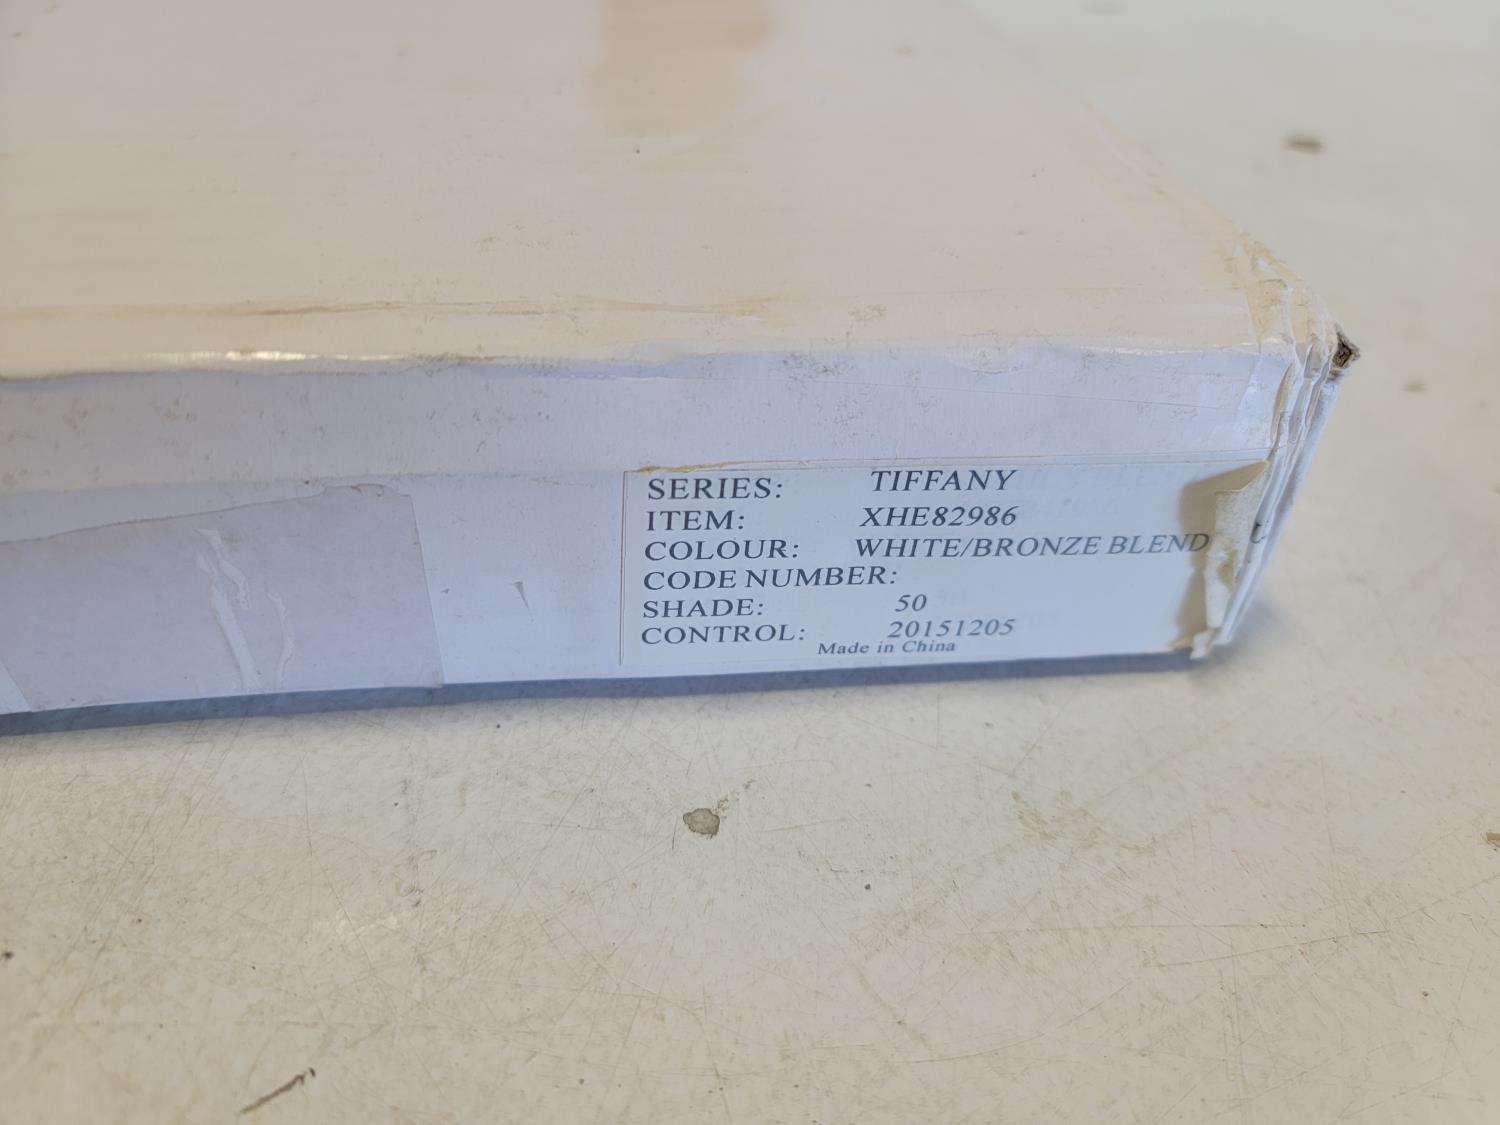 SERIES: TIFFANY
ITEM: XHE82986
COLOUR: WHITE/BRONZE BLEND
CODE NUMBER:
SHADE: 50
CONTROL: 20151205
Made in China